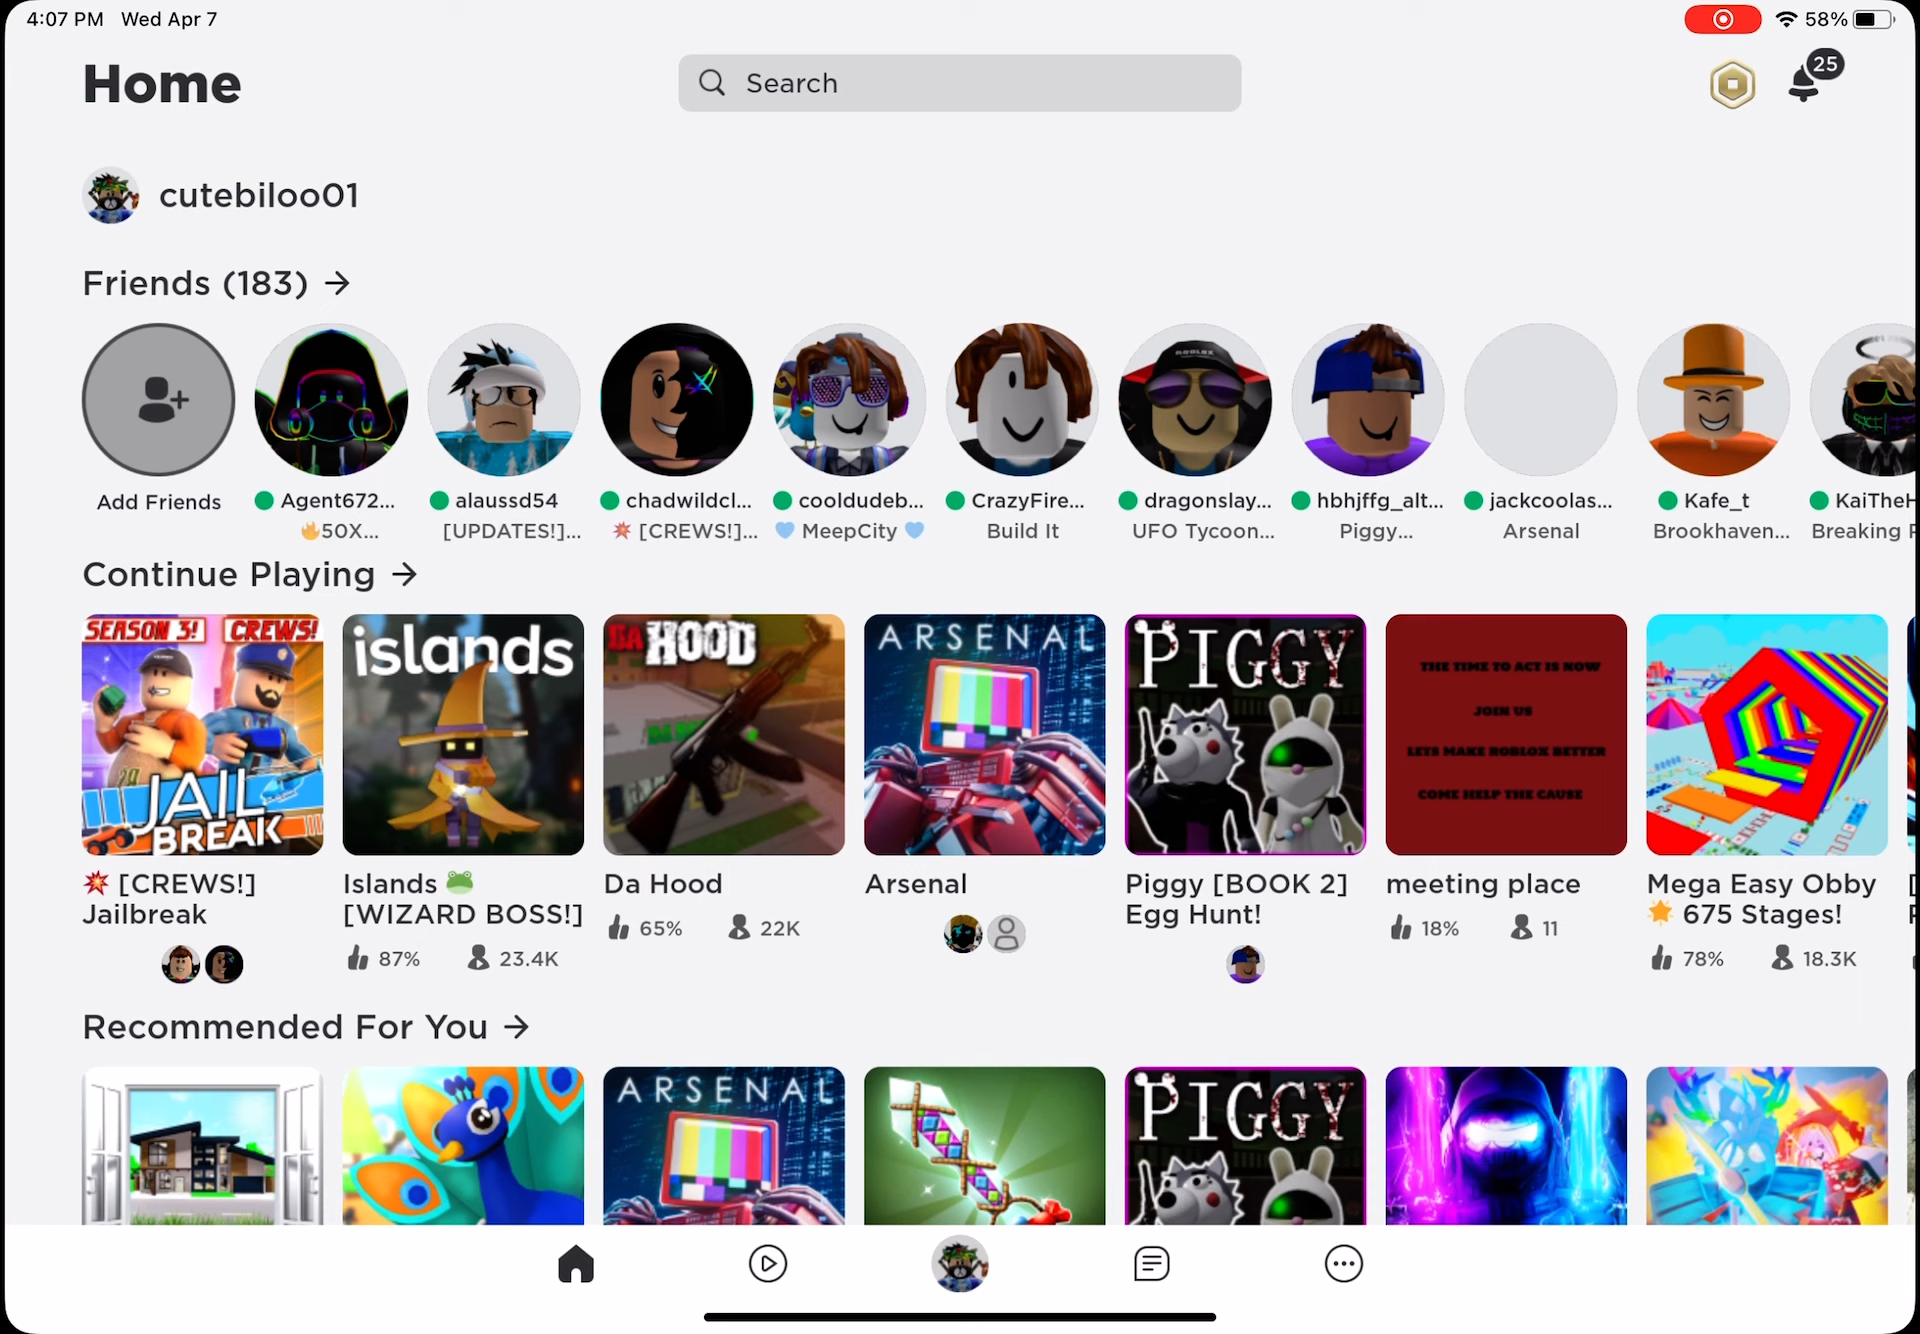 4:07 PM Wed Apr 7
58%
Home
Search
25
cutebiloo01
Friends (183) →
Add Friends
Agent672...
🔥50X...
alaussd54
[UPDATES!]...
chadwildcl...
💥 [CREWS!]...
cooldudeb...
💙 MeepCity 💙
CrazyFire...
Build It
dragonslay...
UFO Tycoon...
hbhjffg_alt...
Piggy...
jackcoolas...
Arsenal
Kafe_t
Brookhaven...
KaiTheH
Breaking
Continue Playing →
SEASON 3! CREWS!
JAIL
BREAK
islands
DA HOOD
ARSENAL
PIGGY
THE TIME TO ACT IS NOW
JOIN US
LETS MAKE ROBLOX BETTER
COME HELP THE CAUSE
💥 [CREWS!]
Jailbreak
Islands 🐸
[WIZARD BOSS!]
87% 23.4K
Da Hood
65% 22K
Arsenal
Piggy [BOOK 2]
Egg Hunt!
meeting place
18% 11
Mega Easy Obby
🌟 675 Stages!
78% 18.3K
Recommended For You →
ARSENAL
PIGGY